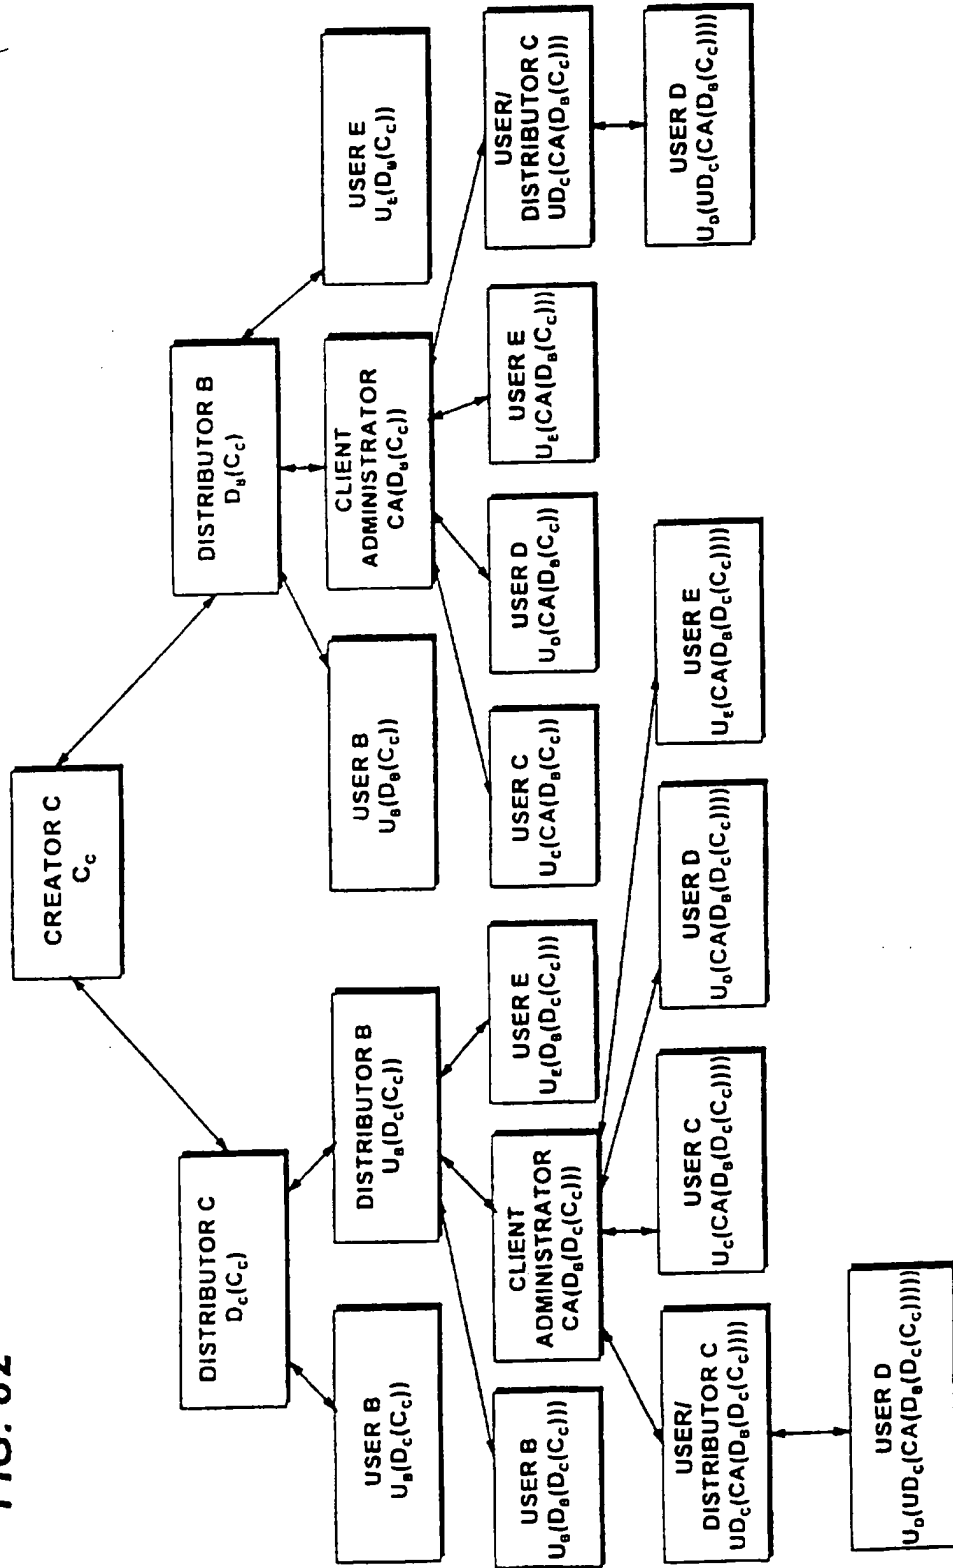 FIG. 82
CREATOR C
C_C
DISTRIBUTOR C
D_C(C_C)
DISTRIBUTOR B
D_B(C_C)
USER B
U_B(D_C(C_C))
DISTRIBUTOR B
U_B(D_C(C_C))
USER B
U_B(D_B(C_C))
CLIENT
ADMINISTRATOR
CA(D_B(C_C))
USER E
U_E(D_B(C_C))
USER B
U_B(D_B(D_C(C_C)))
CLIENT
ADMINISTRATOR
CA(D_B(D_C(C_C)))
USER E
U_E(D_B(D_C(C_C)))
USER C
U_C(CA(D_B(C_C))
USER D
U_D(CA(D_B(C_C))
USER E
U_E(CA(D_B(C_C)))
USER/
DISTRIBUTOR C
UD_C(CA(D_B(C_C)))
USER/
DISTRIBUTOR C
UD_C(CA(D_B(D_C(C_C))))
USER C
U_C(CA(D_B(D_C(C_C))))
USER D
U_D(CA(D_B(D_C(C_C))))
USER E
U_E(CA(D_B(D_C(C_C))))
USER D
U_D(UD_C(CA(D_B(C_C))))
USER D
U_D(UD_C(CA(D_B(D_C(C_C)))))